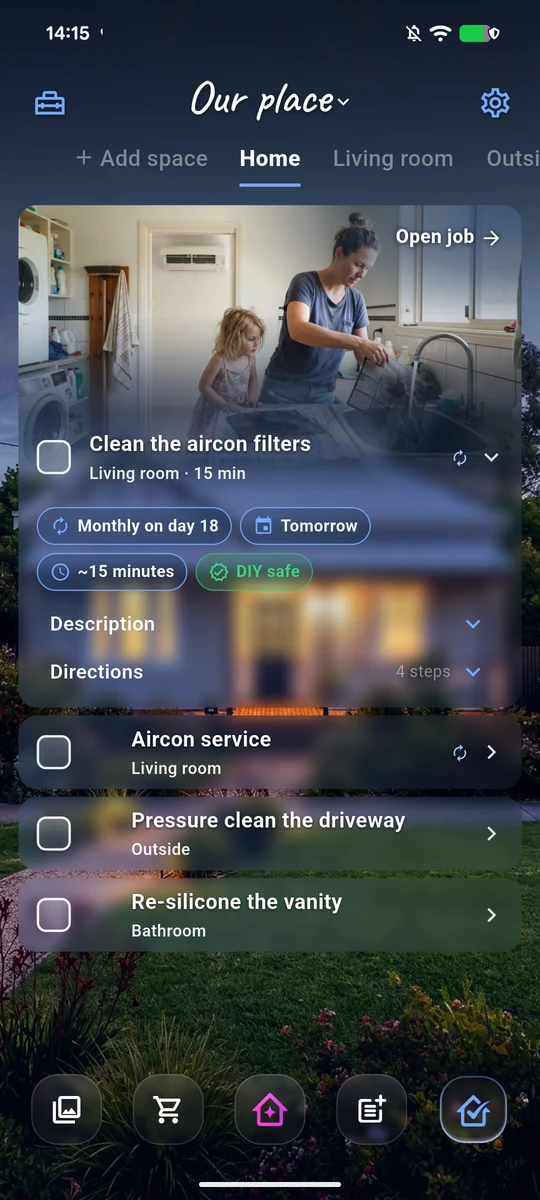 14:15
Our place
+ Add space Home Living room Outsi
Open job →
Clean the aircon filters
Living room · 15 min
Monthly on day 18 Tomorrow
~15 minutes DIY safe
Description
Directions 4 steps
Aircon service
Living room
Pressure clean the driveway
Outside
Re-silicone the vanity
Bathroom